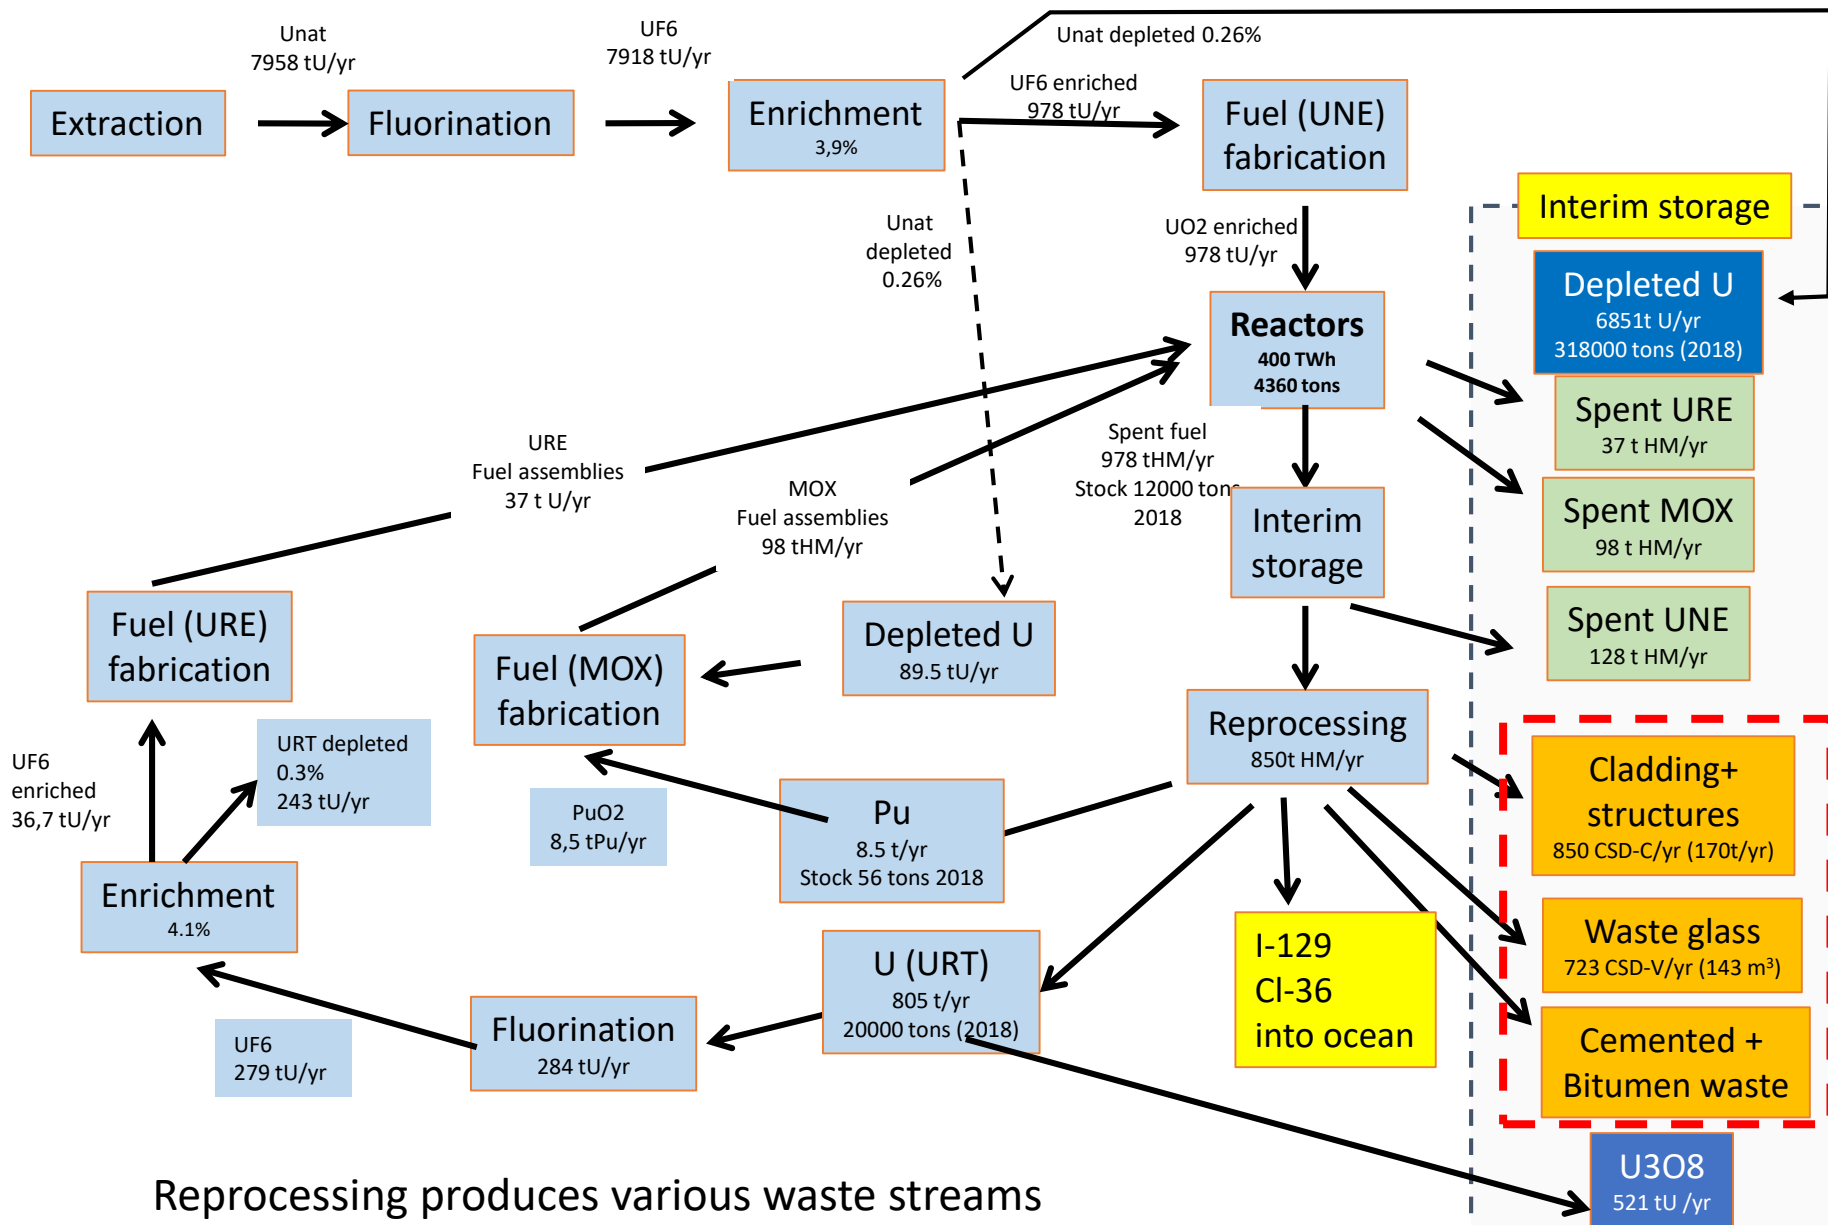 Unat
7958 tU/yr
UF6
7918 tU/yr
Unat depleted 0.26%
Extraction
Fluorination
Enrichment
3,9%
UF6 enriched
978 tU/yr
Fuel (UNE)
fabrication
Interim storage
Unat
depleted
0.26%
UO2 enriched
978 tU/yr
Depleted U
6851t U/yr
318000 tons (2018)
Reactors
400 TWh
4360 tons
Spent URE
37 t HM/yr
URE
Fuel assemblies
37 t U/yr
MOX
Fuel assemblies
98 tHM/yr
Spent fuel
978 tHM/yr
Stock 12000 tons
2018
Spent MOX
98 t HM/yr
Interim
storage
Fuel (URE)
fabrication
Fuel (MOX)
fabrication
Depleted U
89.5 tU/yr
Spent UNE
128 t HM/yr
Reprocessing
850t HM/yr
UF6
enriched
36,7 tU/yr
URT depleted
0.3%
243 tU/yr
PuO2
8,5 tPu/yr
Pu
8.5 t/yr
Stock 56 tons 2018
Cladding+
structures
850 CSD-C/yr (170t/yr)
Enrichment
4.1%
I-129
Cl-36
into ocean
Waste glass
723 CSD-V/yr (143 m³)
U (URT)
805 t/yr
20000 tons (2018)
Fluorination
284 tU/yr
UF6
279 tU/yr
Cemented +
Bitumen waste
U3O8
521 tU /yr
Reprocessing produces various waste streams